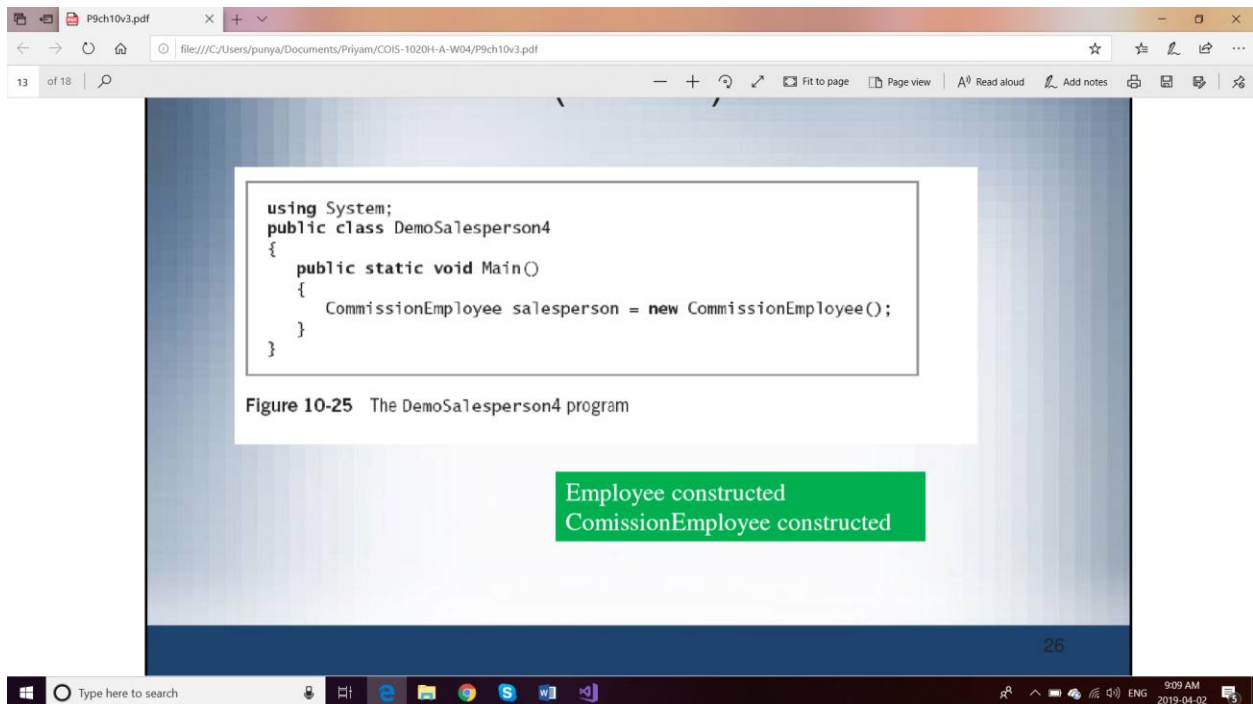 P9ch10v3.pdf
file:///C:/Users/punya/Documents/Priyam/COIS-1020H-A-W04/P9ch10v3.pdf
13 of 18 Fit to page Page view Read aloud Add notes
using System;
public class DemoSalesperson4
{
public static void Main()
{
CommissionEmployee salesperson = new CommissionEmployee();
}
}
Figure 10-25 The DemoSalesperson4 program
Employee constructed
ComissionEmployee constructed
26
Type here to search
ENG
9:09 AM
2019-04-02